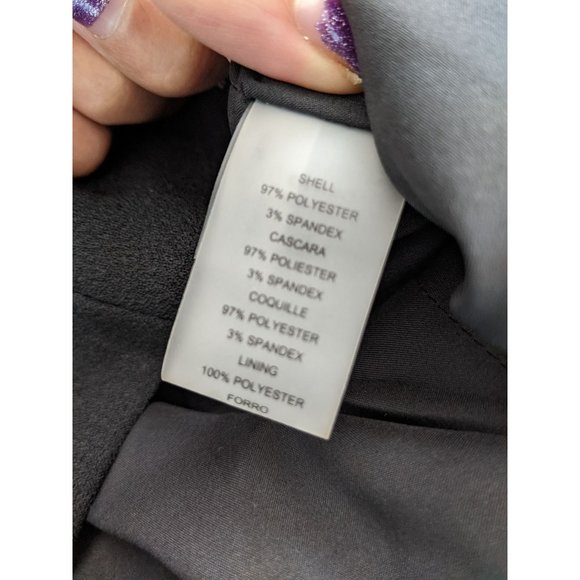 SHELL
97% POLYESTER
3% SPANDEX
CASCARA
97% POLIESTER
3% SPANDEX
COQUILLE
97% POLYESTER
3% SPANDEX
LINING
100% POLYESTER
FORRO